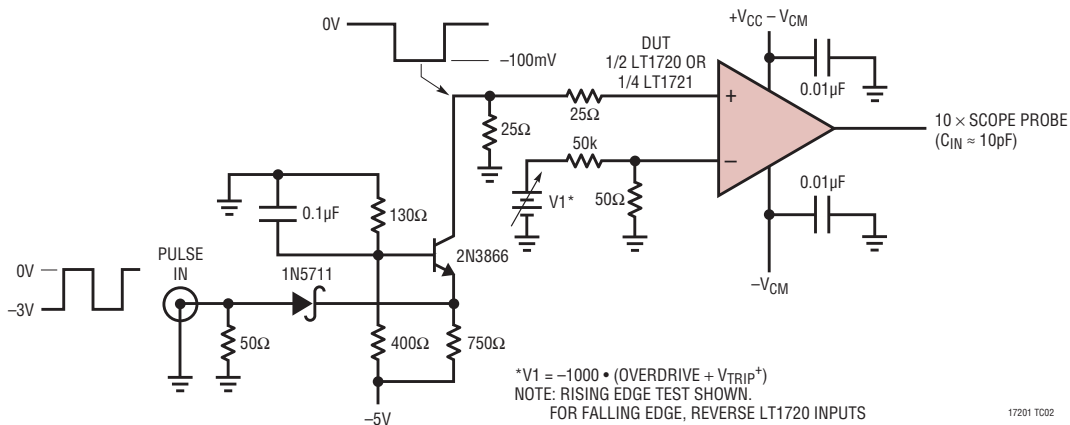 0V
–100mV
+VCC – VCM
DUT
1/2 LT1720 OR
1/4 LT1721
0.01µF
25Ω
25Ω
+
50k
–
10 × SCOPE PROBE
(CIN ≈ 10pF)
V1*
50Ω
0.01µF
0.1µF
130Ω
2N3866
–VCM
PULSE
IN
0V
–3V
1N5711
50Ω
400Ω
750Ω
–5V
*V1 = –1000 • (OVERDRIVE + VTRIP+)
NOTE: RISING EDGE TEST SHOWN.
FOR FALLING EDGE, REVERSE LT1720 INPUTS
17201 TC02